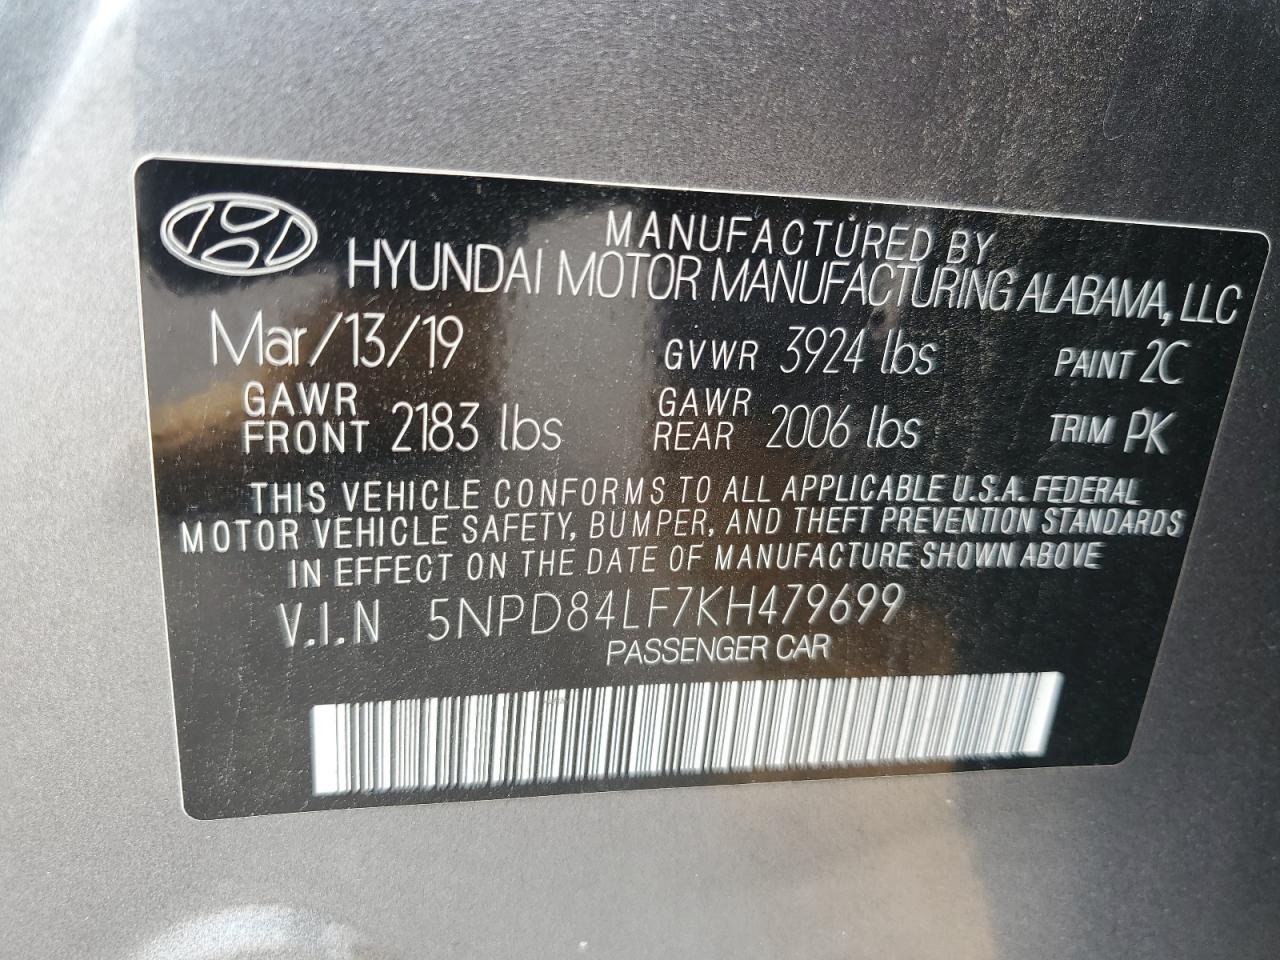 MANUFACTURED BY
HYUNDAI MOTOR MANUFACTURING ALABAMA, LLC
Mar/13/19 GVWR 3924 lbs PAINT 2C
GAWR FRONT 2183 lbs GAWR REAR 2006 lbs TRIM PK
THIS VEHICLE CONFORMS TO ALL APPLICABLE U.S.A. FEDERAL
MOTOR VEHICLE SAFETY, BUMPER, AND THEFT PREVENTION STANDARDS
IN EFFECT ON THE DATE OF MANUFACTURE SHOWN ABOVE
V.I.N 5NPD84LF7KH479699
PASSENGER CAR